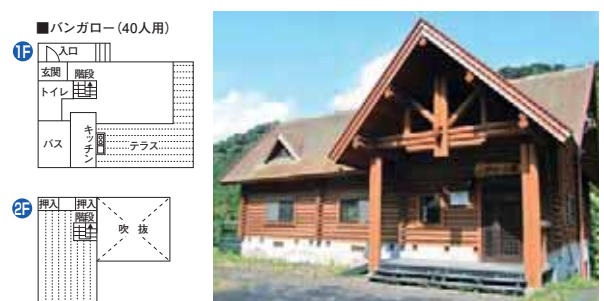 ■バンガロー(40人用)
1F
入口
玄関
階段
トイレ
バス
キッチン
テラス
2F
押入
押入
階段
吹 抜